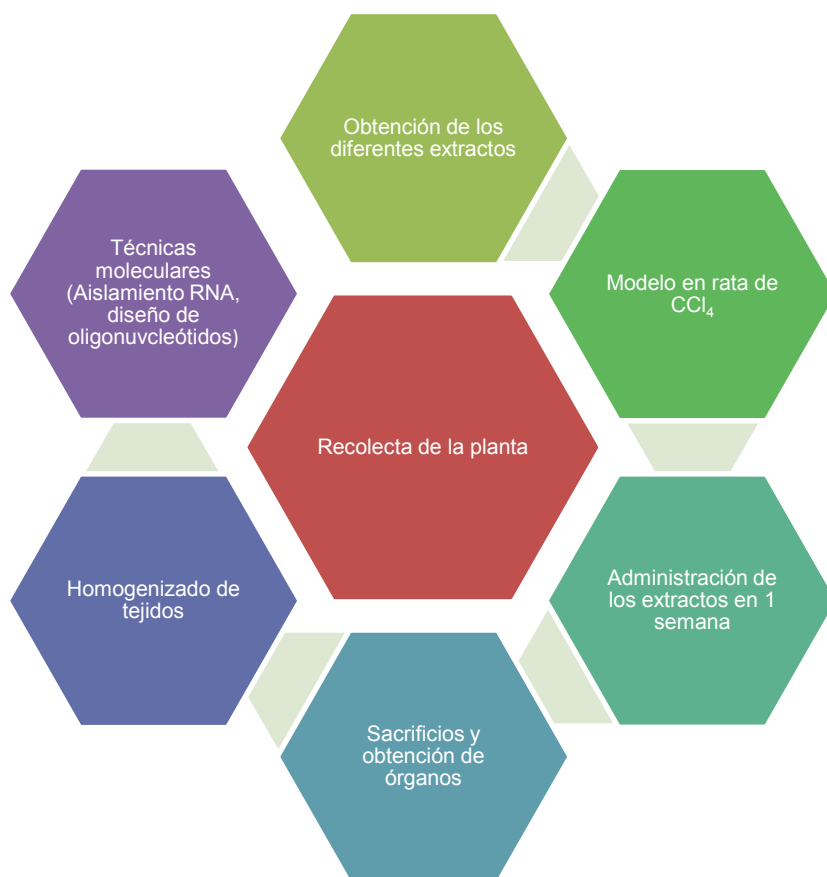 Obtención de los
diferentes extractos
Modelo en rata de
CCl₄
Administración de
los extractos en 1
semana
Sacrificios y
obtención de
órganos
Homogenizado de
tejidos
Técnicas
moleculares
(Aislamiento RNA,
diseño de
oligonuvcleótidos)
Recolecta de la planta